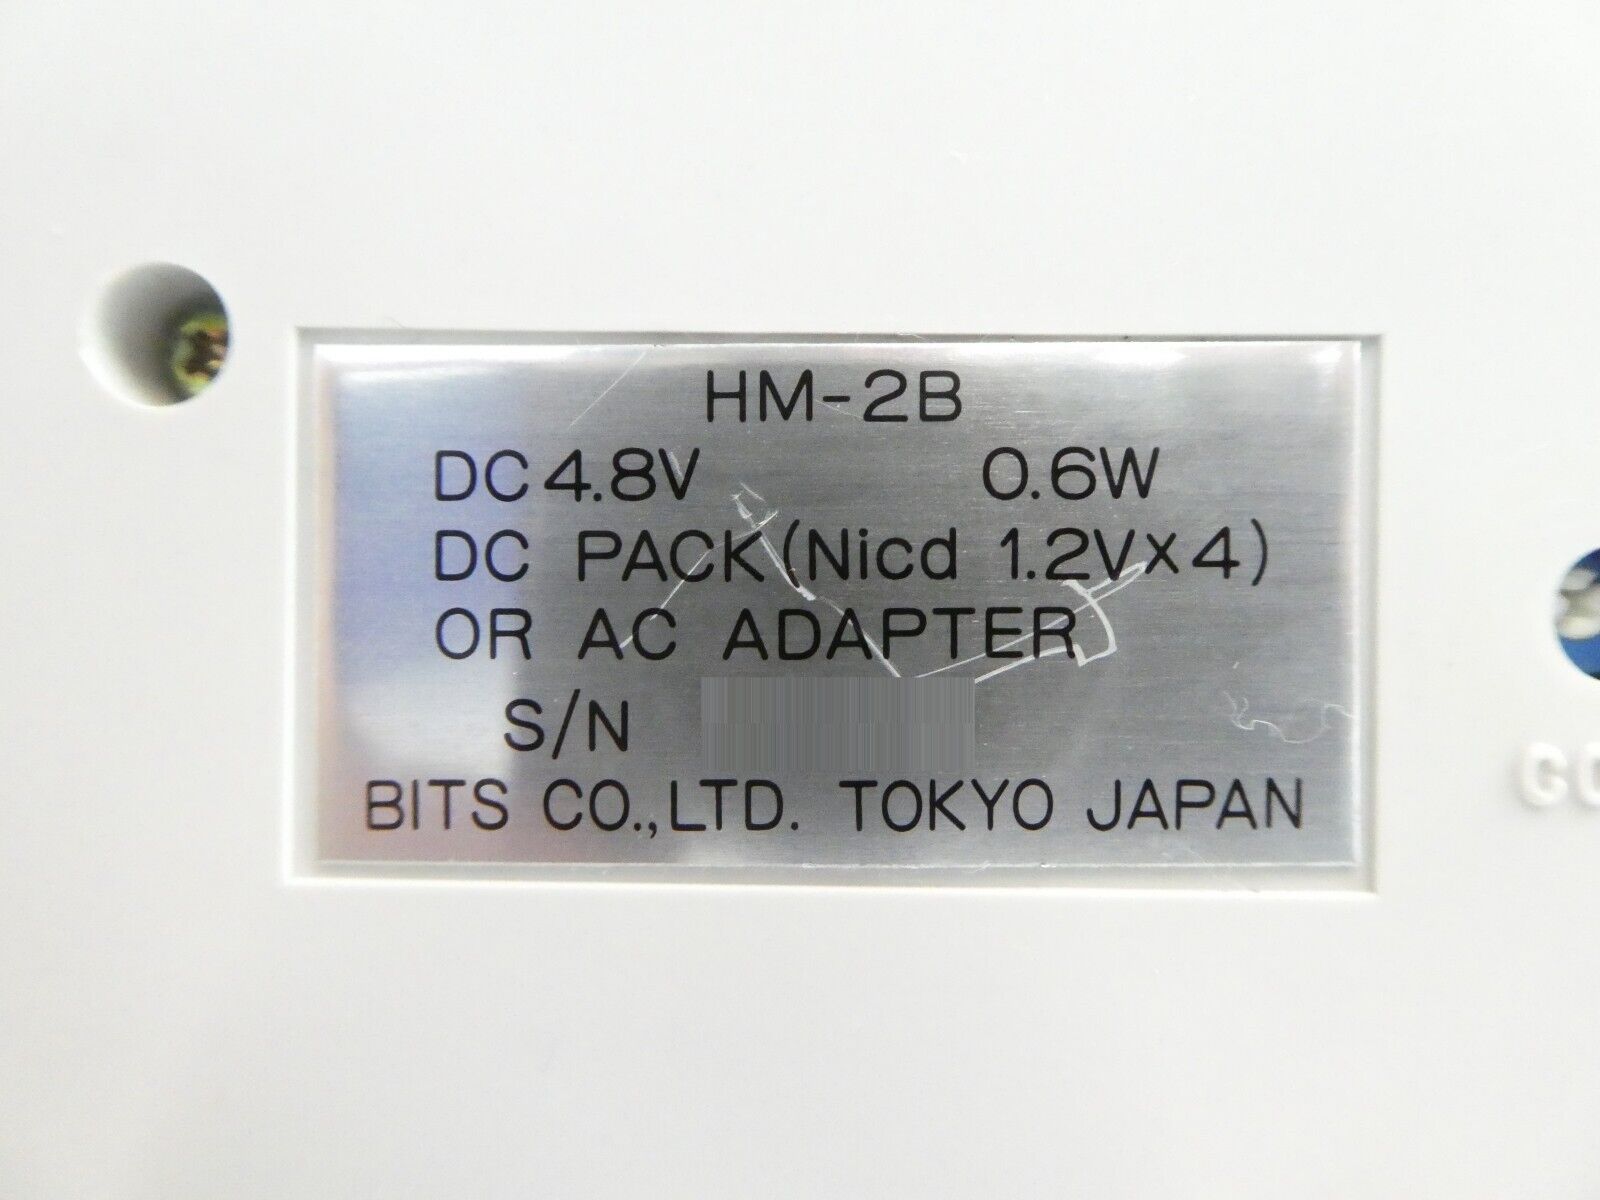 HM-2B
DC 4.8V 0.6W
DC PACK (Nicd 1.2V×4)
OR AC ADAPTER
S/N
BITS CO.,LTD. TOKYO JAPAN